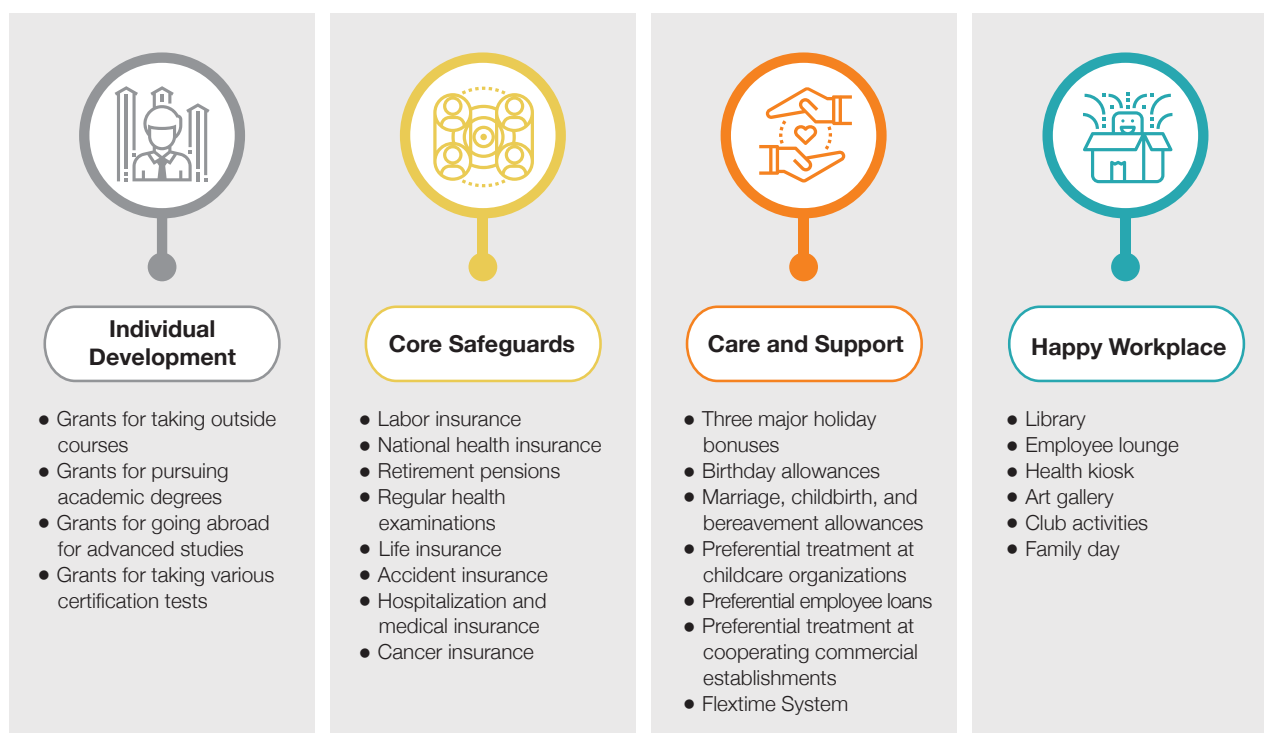 Individual
Development
● Grants for taking outside
courses
● Grants for pursuing
academic degrees
● Grants for going abroad
for advanced studies
● Grants for taking various
certification tests
Core Safeguards
● Labor insurance
● National health insurance
● Retirement pensions
● Regular health
examinations
● Life insurance
● Accident insurance
● Hospitalization and
medical insurance
● Cancer insurance
Care and Support
● Three major holiday
bonuses
● Birthday allowances
● Marriage, childbirth, and
bereavement allowances
● Preferential treatment at
childcare organizations
● Preferential employee loans
● Preferential treatment at
cooperating commercial
establishments
● Flextime System
Happy Workplace
● Library
● Employee lounge
● Health kiosk
● Art gallery
● Club activities
● Family day